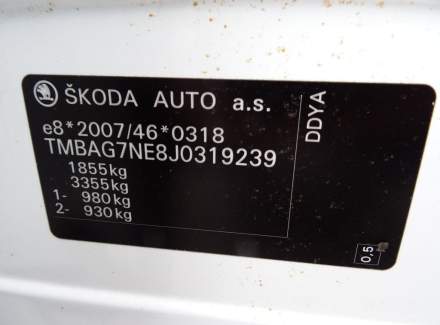 ŠKODA AUTO a.s.
e8*2007/46*0318
TMBAG7NE8J0319239
1855kg
3355kg
1- 980kg
2- 930kg
DDYA
0,5